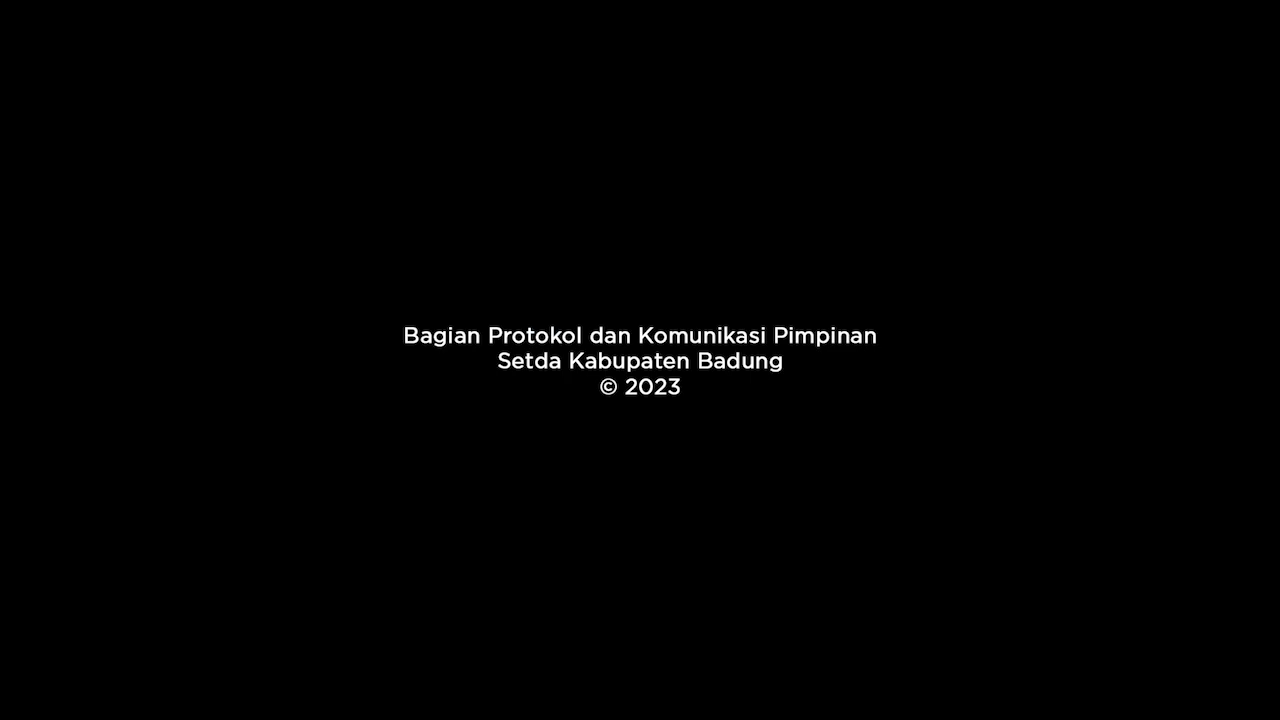 Bagian Protokol dan Komunikasi Pimpinan
Setda Kabupaten Badung
© 2023